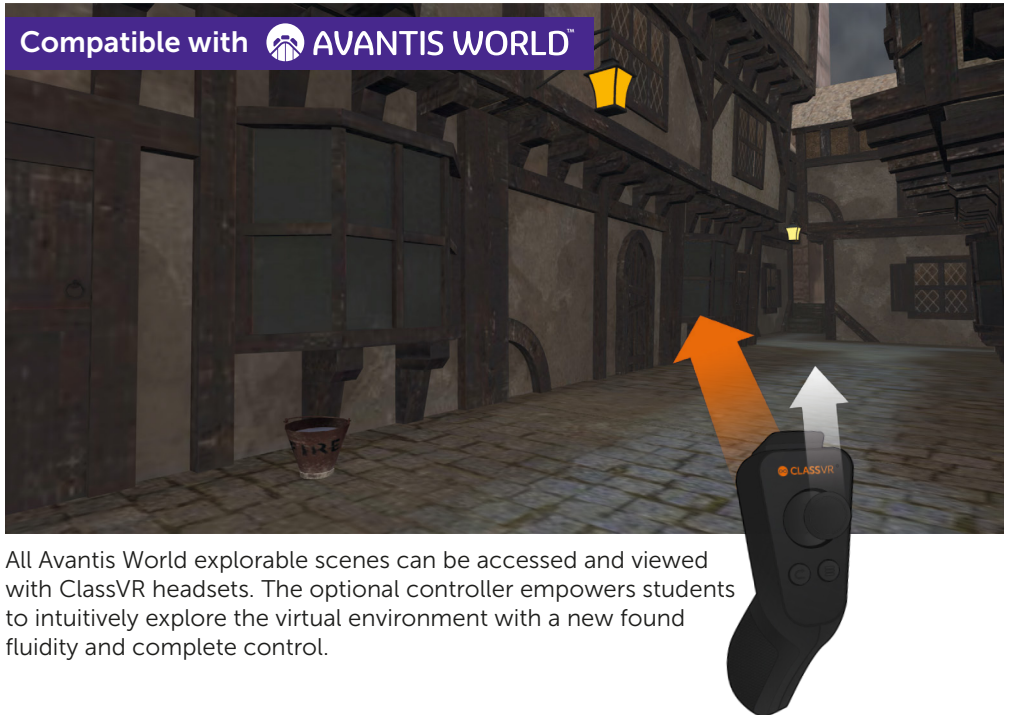 Compatible with AVANTIS WORLD™
FIRE
CLASSVR
All Avantis World explorable scenes can be accessed and viewed
with ClassVR headsets. The optional controller empowers students
to intuitively explore the virtual environment with a new found
fluidity and complete control.